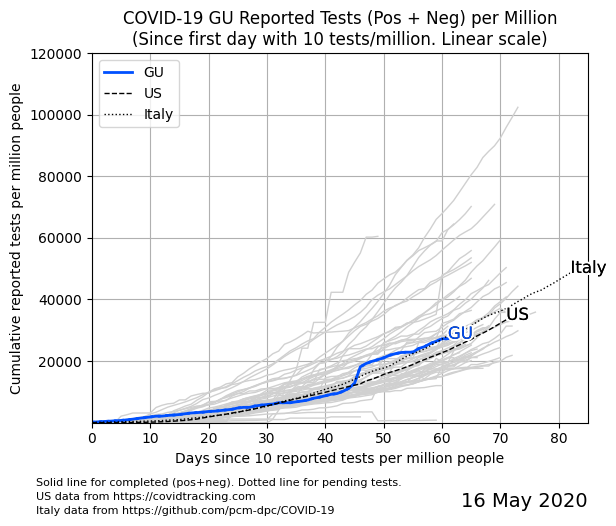 COVID-19 GU Reported Tests (Pos + Neg) per Million
(Since first day with 10 tests/million. Linear scale)
120000
100000
80000
60000
40000
20000
Cumulative reported tests per million people
GU
US
Italy
Italy
US
GU
0 10 20 30 40 50 60 70 80
Days since 10 reported tests per million people
Solid line for completed (pos+neg). Dotted line for pending tests.
US data from https://covidtracking.com
Italy data from https://github.com/pcm-dpc/COVID-19
16 May 2020